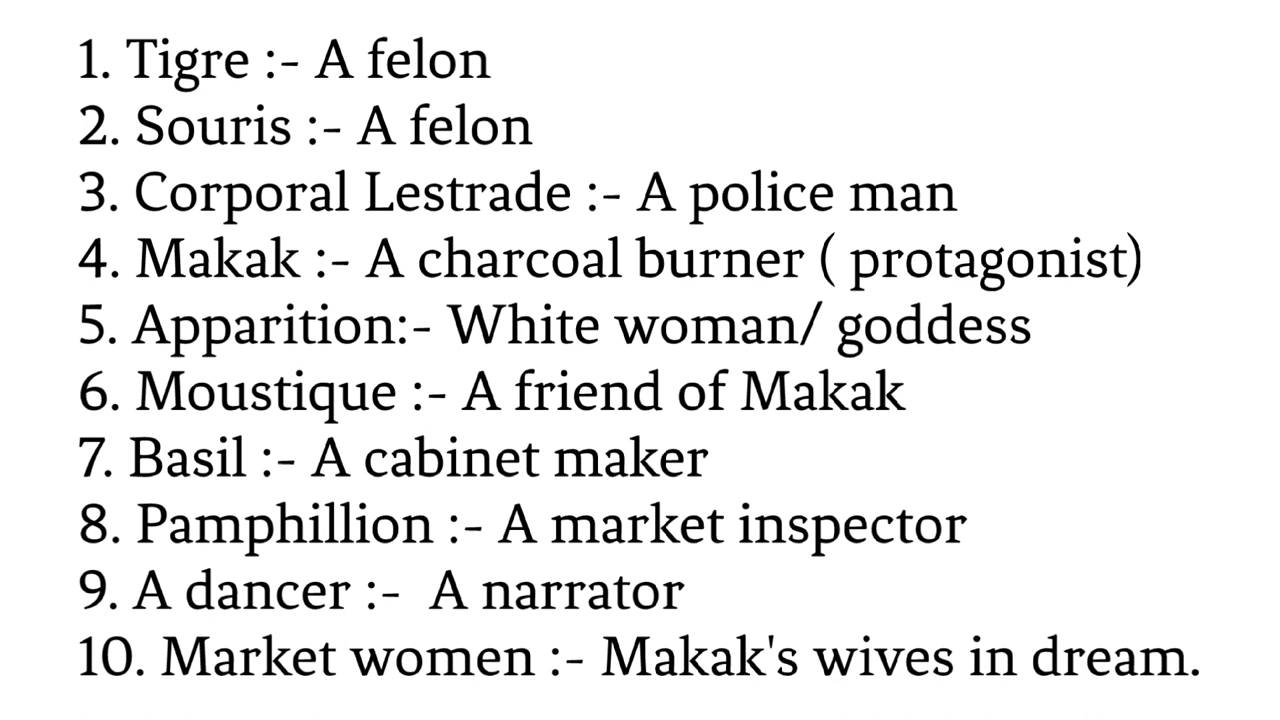 1. Tigre :- A felon
2. Souris :- A felon
3. Corporal Lestrade :- A police man
4. Makak :- A charcoal burner ( protagonist)
5. Apparition:- White woman/ goddess
6. Moustique :- A friend of Makak
7. Basil :- A cabinet maker
8. Pamphillion :- A market inspector
9. A dancer :-  A narrator
10. Market women :- Makak's wives in dream.